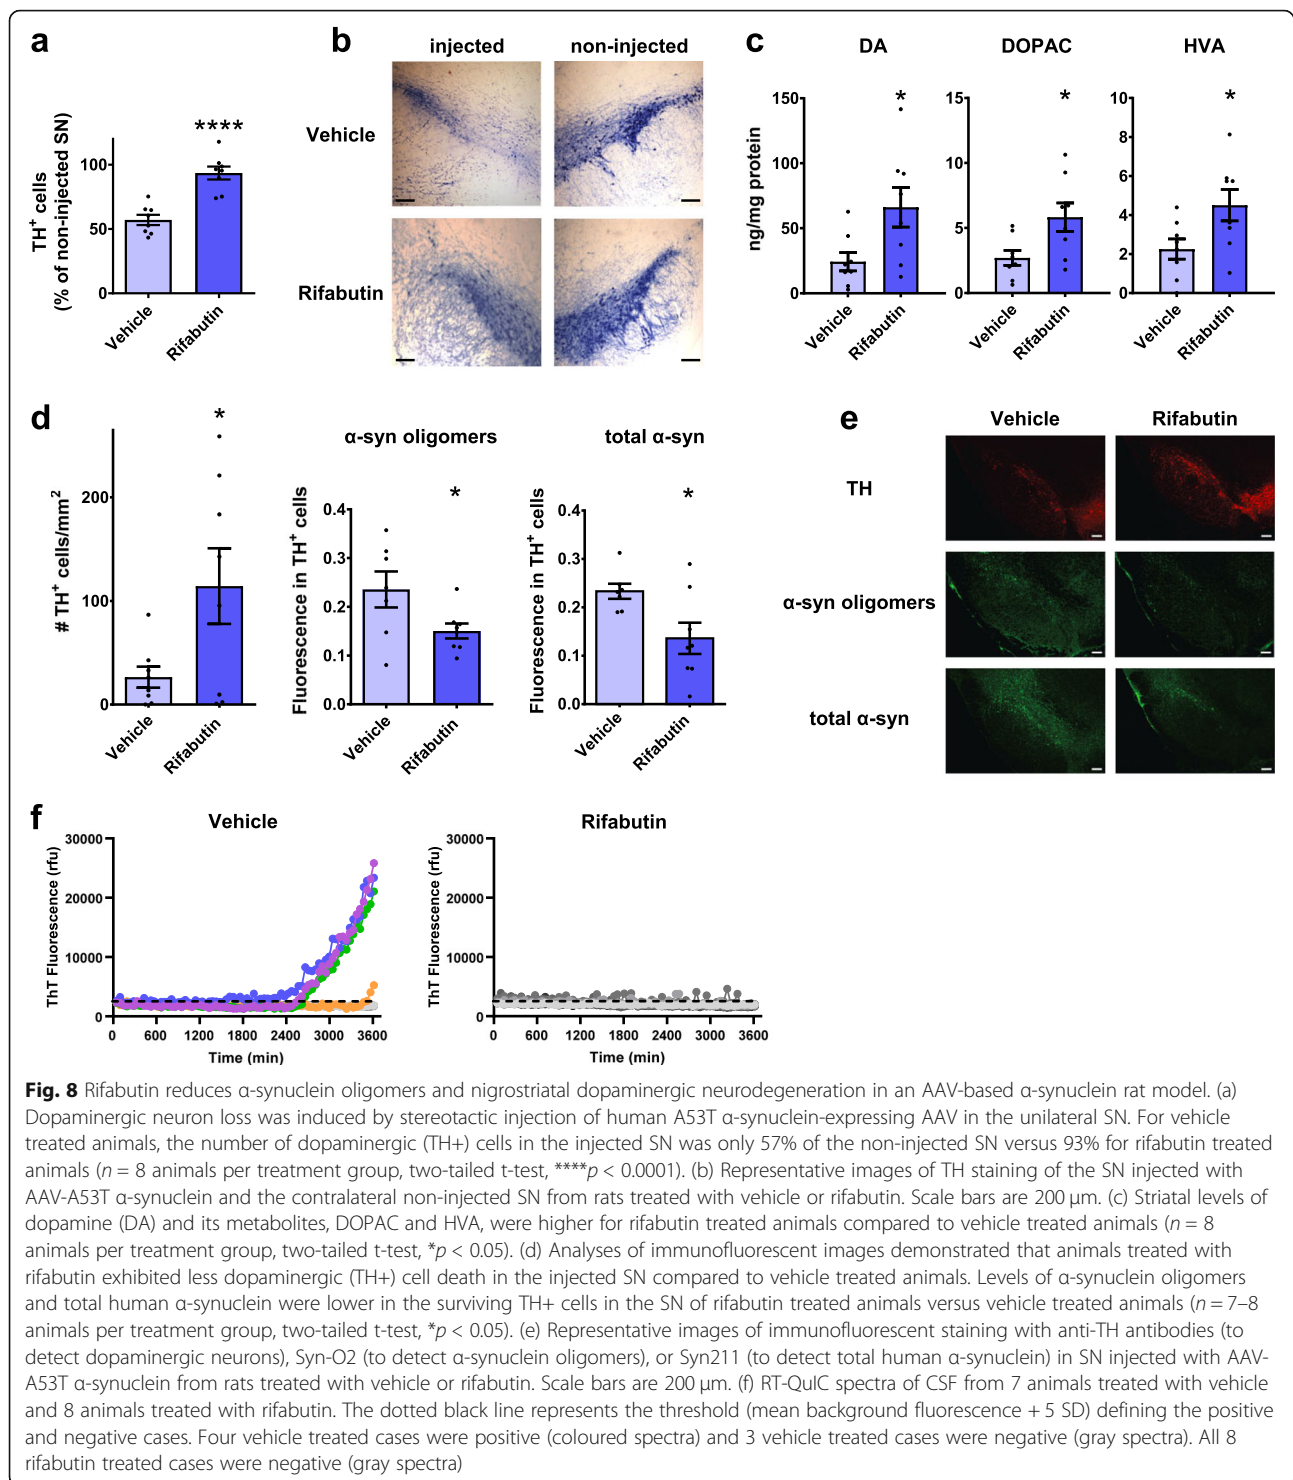 a
TH+ cells
(% of non-injected SN)
100
50
0
****
Vehicle
Rifabutin
b
injected
non-injected
Vehicle
Rifabutin
c
DA
DOPAC
HVA
ng/mg protein
150
100
50
0
*
Vehicle
Rifabutin
15
10
5
0
*
Vehicle
Rifabutin
10
8
6
4
2
0
*
Vehicle
Rifabutin
d
# TH+ cells/mm2
200
100
0
*
Vehicle
Rifabutin
α-syn oligomers
Fluorescence in TH+ cells
0.4
0.3
0.2
0.1
0.0
*
Vehicle
Rifabutin
total α-syn
Fluorescence in TH+ cells
0.4
0.3
0.2
0.1
0.0
*
Vehicle
Rifabutin
e
Vehicle
Rifabutin
TH
α-syn oligomers
total α-syn
f
Vehicle
ThT Fluorescence (rfu)
30000
20000
10000
0
0 600 1200 1800 2400 3000 3600
Time (min)
Rifabutin
ThT Fluorescence (rfu)
30000
20000
10000
0
0 600 1200 1800 2400 3000 3600
Time (min)
Fig. 8 Rifabutin reduces α-synuclein oligomers and nigrostriatal dopaminergic neurodegeneration in an AAV-based α-synuclein rat model. (a)
Dopaminergic neuron loss was induced by stereotactic injection of human A53T α-synuclein-expressing AAV in the unilateral SN. For vehicle
treated animals, the number of dopaminergic (TH+) cells in the injected SN was only 57% of the non-injected SN versus 93% for rifabutin treated
animals (n = 8 animals per treatment group, two-tailed t-test, ****p < 0.0001). (b) Representative images of TH staining of the SN injected with
AAV-A53T α-synuclein and the contralateral non-injected SN from rats treated with vehicle or rifabutin. Scale bars are 200 μm. (c) Striatal levels of
dopamine (DA) and its metabolites, DOPAC and HVA, were higher for rifabutin treated animals compared to vehicle treated animals (n = 8
animals per treatment group, two-tailed t-test, *p < 0.05). (d) Analyses of immunofluorescent images demonstrated that animals treated with
rifabutin exhibited less dopaminergic (TH+) cell death in the injected SN compared to vehicle treated animals. Levels of α-synuclein oligomers
and total human α-synuclein were lower in the surviving TH+ cells in the SN of rifabutin treated animals versus vehicle treated animals (n = 7–8
animals per treatment group, two-tailed t-test, *p < 0.05). (e) Representative images of immunofluorescent staining with anti-TH antibodies (to
detect dopaminergic neurons), Syn-O2 (to detect α-synuclein oligomers), or Syn211 (to detect total human α-synuclein) in SN injected with AAV-
A53T α-synuclein from rats treated with vehicle or rifabutin. Scale bars are 200 μm. (f) RT-QuIC spectra of CSF from 7 animals treated with vehicle
and 8 animals treated with rifabutin. The dotted black line represents the threshold (mean background fluorescence + 5 SD) defining the positive
and negative cases. Four vehicle treated cases were positive (coloured spectra) and 3 vehicle treated cases were negative (gray spectra). All 8
rifabutin treated cases were negative (gray spectra)